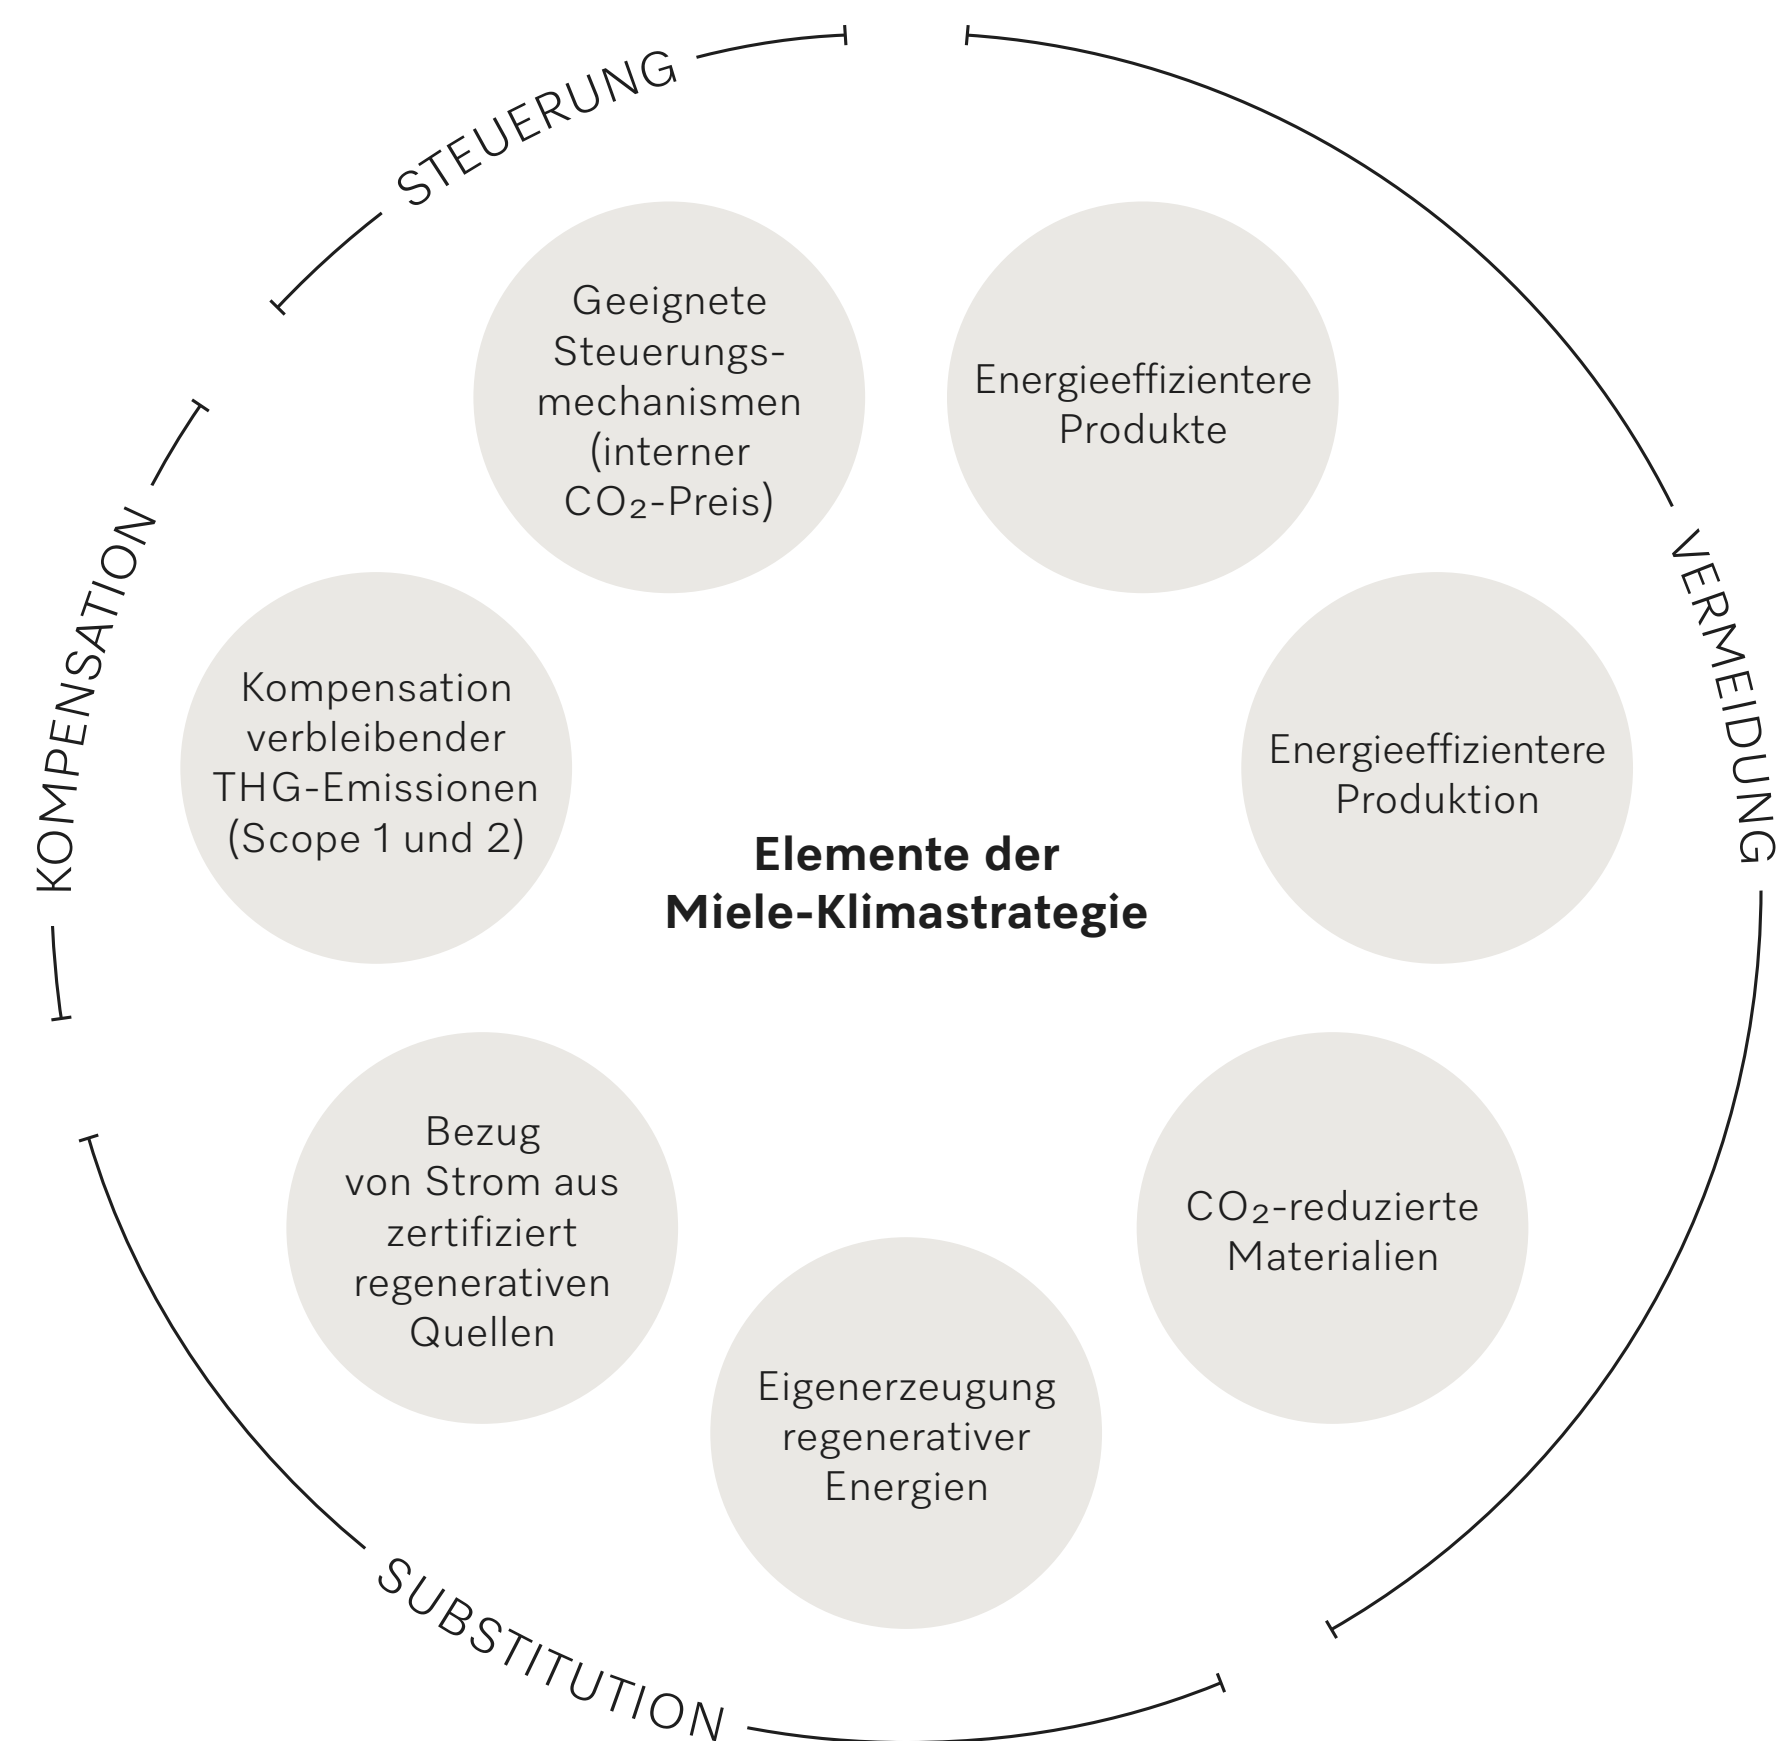 STEUERUNG
Geeignete
Steuerungs-
mechanismen
(interner
CO₂-Preis)
Energieeffizientere
Produkte
VERMEIDUNG
Energieeffizientere
Produktion
KOMPENSATION
Kompensation
verbleibender
THG-Emissionen
(Scope 1 und 2)
Elemente der
Miele-Klimastrategie
CO₂-reduzierte
Materialien
Bezug
von Strom aus
zertifiziert
regenerativen
Quellen
Eigenerzeugung
regenerativer
Energien
SUBSTITUTION